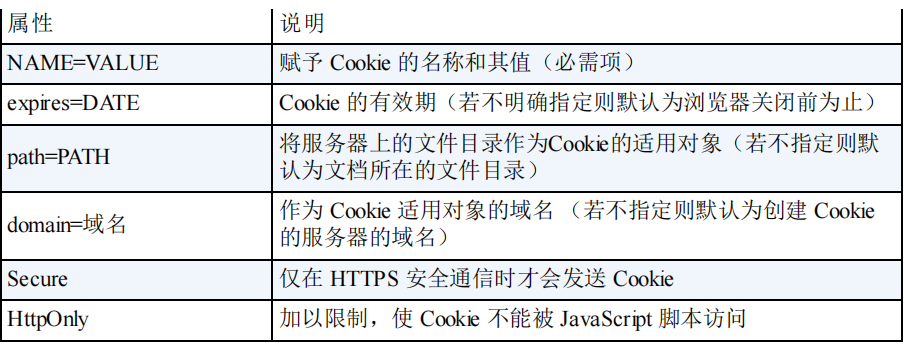 属性 说明
NAME=VALUE 赋予 Cookie 的名称和其值（必需项）
expires=DATE Cookie 的有效期（若不明确指定则默认为浏览器关闭前为止）
path=PATH 将服务器上的文件目录作为Cookie的适用对象（若不指定则默
认为文档所在的文件目录）
domain=域名 作为 Cookie 适用对象的域名 （若不指定则默认为创建 Cookie
的服务器的域名）
Secure 仅在 HTTPS 安全通信时才会发送 Cookie
HttpOnly 加以限制，使 Cookie 不能被 JavaScript 脚本访问